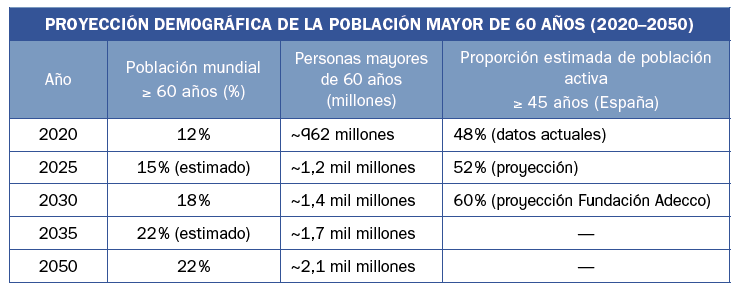 PROYECCIÓN DEMOGRÁFICA DE LA POBLACIÓN MAYOR DE 60 AÑOS (2020–2050)
Año
Población mundial
≥ 60 años (%)
Personas mayores
de 60 años
(millones)
Proporción estimada de población
activa
≥ 45 años (España)
2020 12% ~962 millones 48% (datos actuales)
2025 15% (estimado) ~1,2 mil millones 52% (proyección)
2030 18% ~1,4 mil millones 60% (proyección Fundación Adecco)
2035 22% (estimado) ~1,7 mil millones —
2050 22% ~2,1 mil millones —